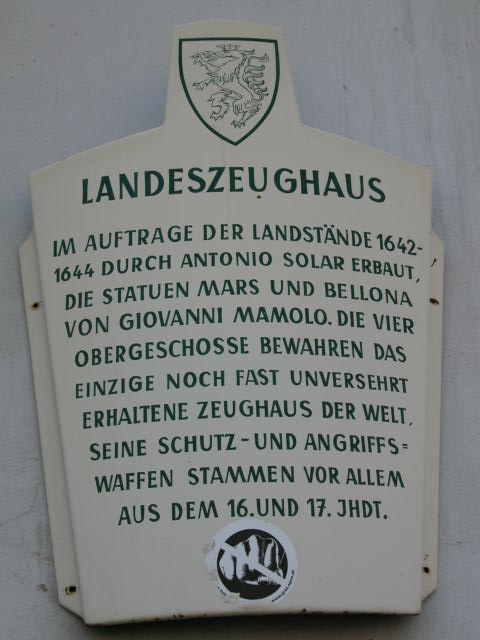 LANDESZEUGHAUS
IM AUFTRAGE DER LANDSTÄNDE 1642-
1644 DURCH ANTONIO SOLAR ERBAUT,
DIE STATUEN MARS UND BELLONA
VON GIOVANNI MAMOLO. DIE VIER
OBERGESCHOSSE BEWAHREN DAS
EINZIGE NOCH FAST UNVERSEHRT
ERHALTENE ZEUGHAUS DER WELT,
SEINE SCHUTZ- UND ANGRIFFS=
WAFFEN STAMMEN VOR ALLEM
AUS DEM 16. UND 17. JHDT.